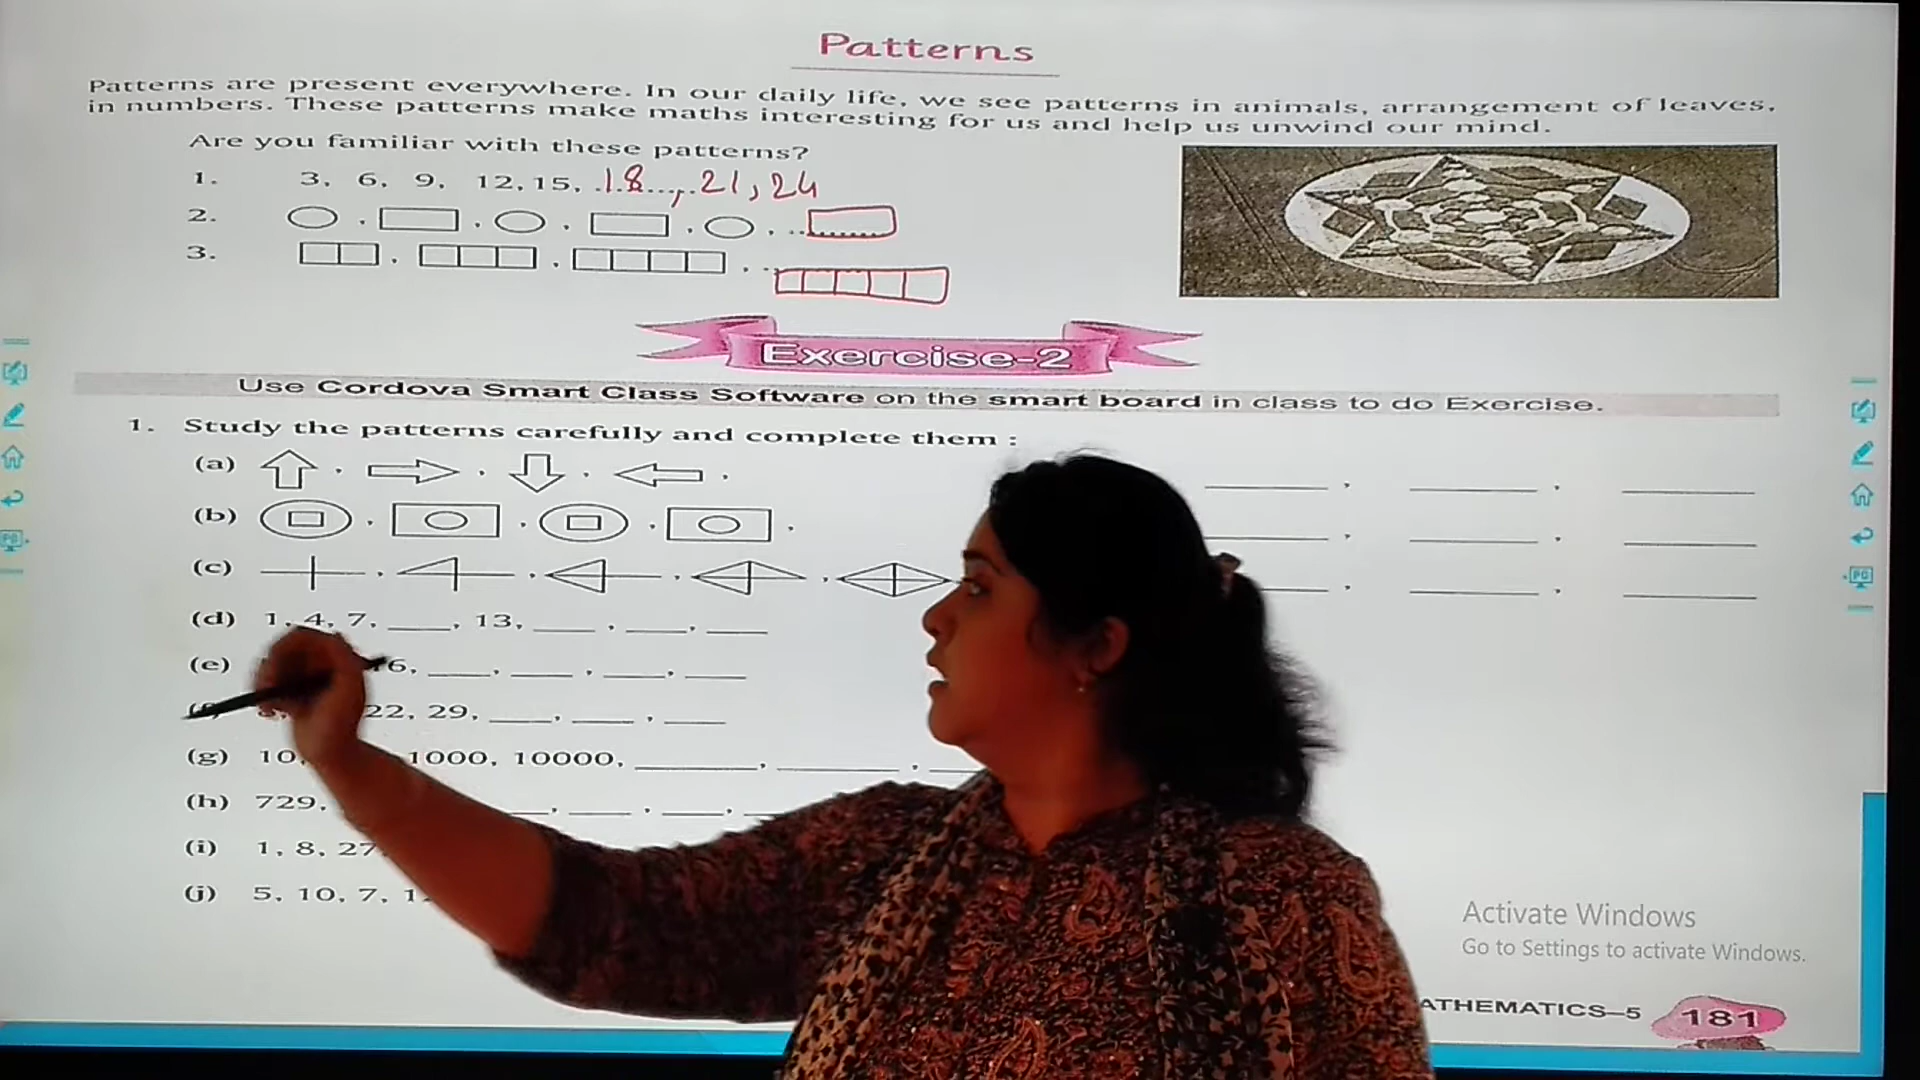 Patterns
Patterns are present everywhere. In our daily life, we see patterns in animals, arrangement of leaves,
in numbers. These patterns make maths interesting for us and help us unwind our mind.
Are you familiar with these patterns?
1. 3, 6, 9, 12, 15, 18, 21, 24
2.
3.
Exercise-2
Use Cordova Smart Class Software on the smart board in class to do Exercise.
1. Study the patterns carefully and complete them :
(a)
(b)
(c)
(d) 1, 4, 7, ____, 13, ____, ____, ____
(e) 6, ____, ____, ____, ____
22, 29, ____, ____, ____
(g) 10, 1000, 10000, ____, ____,
(h) 729,
(i) 1, 8, 27
(j) 5, 10, 7,
Activate Windows
Go to Settings to activate Windows.
ATHEMATICS–5 181
PG
PG